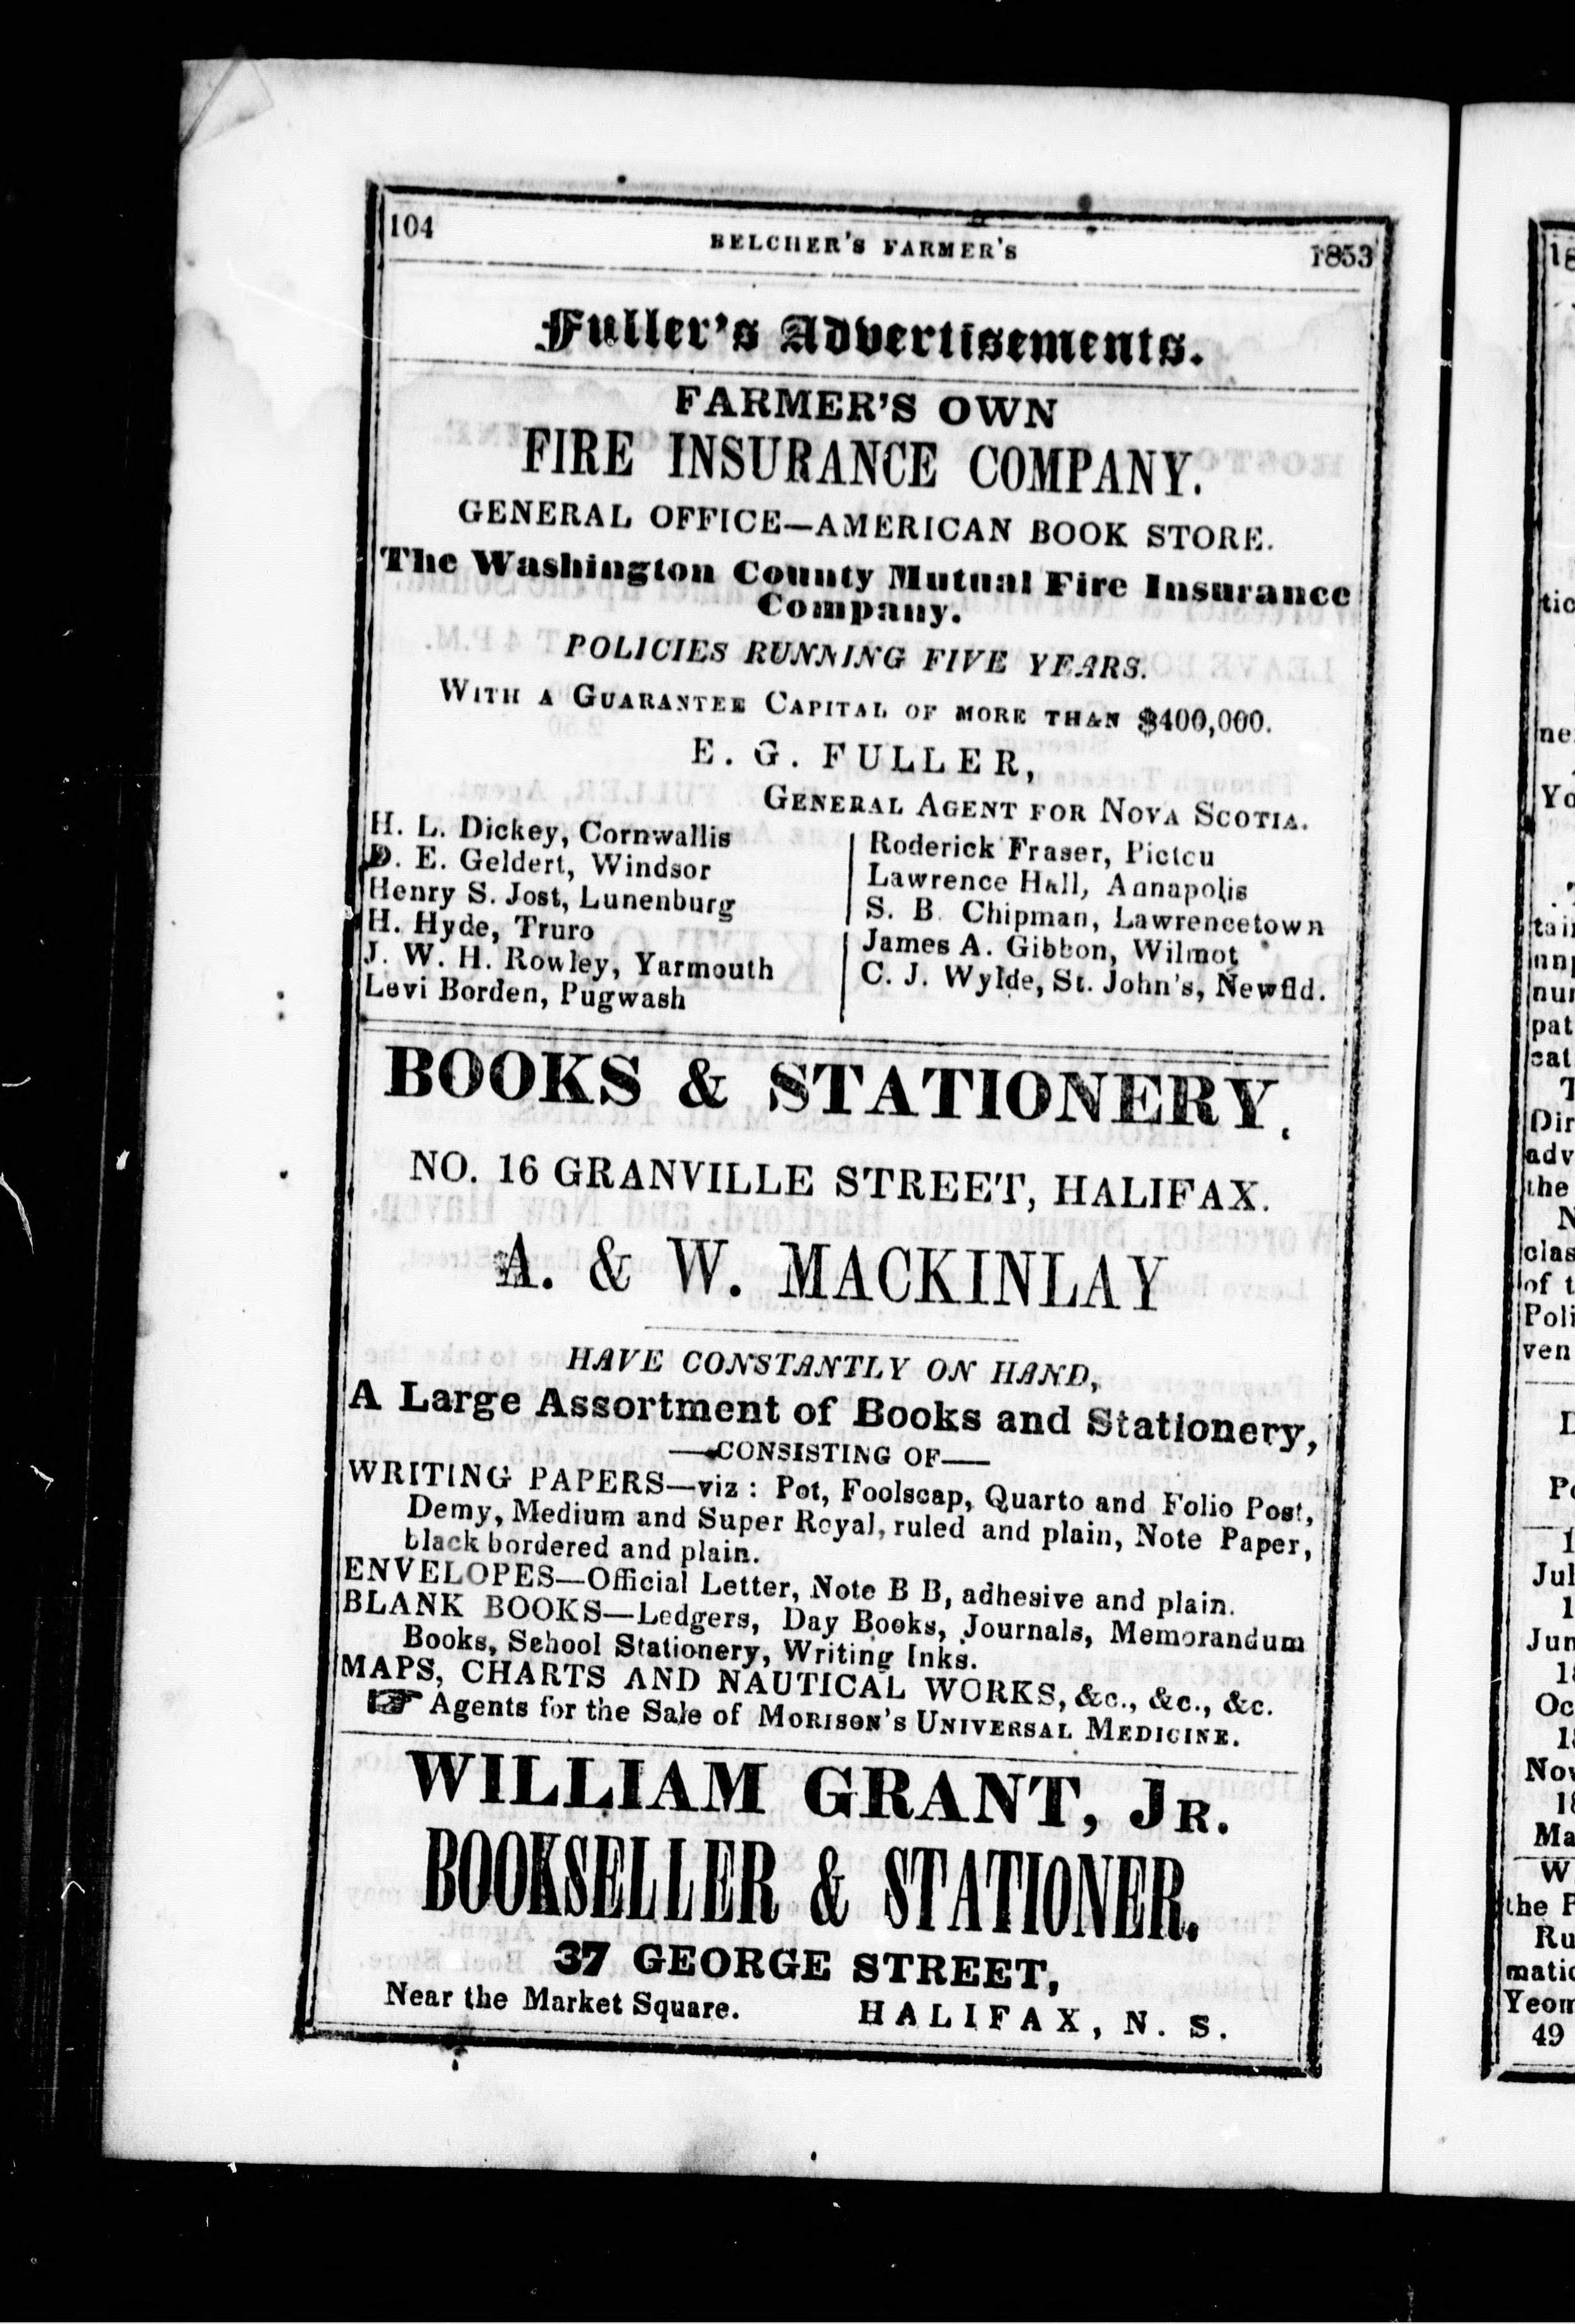 104
BELCHER'S FARMER'S
1853
Fuller's Advertisements.
FARMER'S OWN
FIRE INSURANCE COMPANY.
GENERAL OFFICE—AMERICAN BOOK STORE.
The Washington County Mutual Fire Insurance
Company.
POLICIES RUNNING FIVE YEARS.
WITH A GUARANTEE CAPITAL OF MORE THAN $400,000.
E. G. FULLER,
GENERAL AGENT FOR NOVA SCOTIA.
H. L. Dickey, Cornwallis
D. E. Geldert, Windsor
Henry S. Jost, Lunenburg
H. Hyde, Truro
J. W. H. Rowley, Yarmouth
Levi Borden, Pugwash
Roderick Fraser, Pictou
Lawrence Hall, Annapolis
S. B. Chipman, Lawrencetown
James A. Gibbon, Wilmot
C. J. Wylde, St. John's, Newfld.
BOOKS & STATIONERY,
NO. 16 GRANVILLE STREET, HALIFAX.
A. & W. MACKINLAY
HAVE CONSTANTLY ON HAND,
A Large Assortment of Books and Stationery,
—CONSISTING OF—
WRITING PAPERS—viz: Pot, Foolscap, Quarto and Folio Post,
Demy, Medium and Super Royal, ruled and plain, Note Paper,
black bordered and plain.
ENVELOPES—Official Letter, Note B B, adhesive and plain.
BLANK BOOKS—Ledgers, Day Books, Journals, Memorandum
Books, School Stationery, Writing Inks.
MAPS, CHARTS AND NAUTICAL WORKS, &c., &c., &c.
☞ Agents for the Sale of MORISON'S UNIVERSAL MEDICINE.
WILLIAM GRANT, JR.
BOOKSELLER & STATIONER.
37 GEORGE STREET,
Near the Market Square. HALIFAX, N. S.